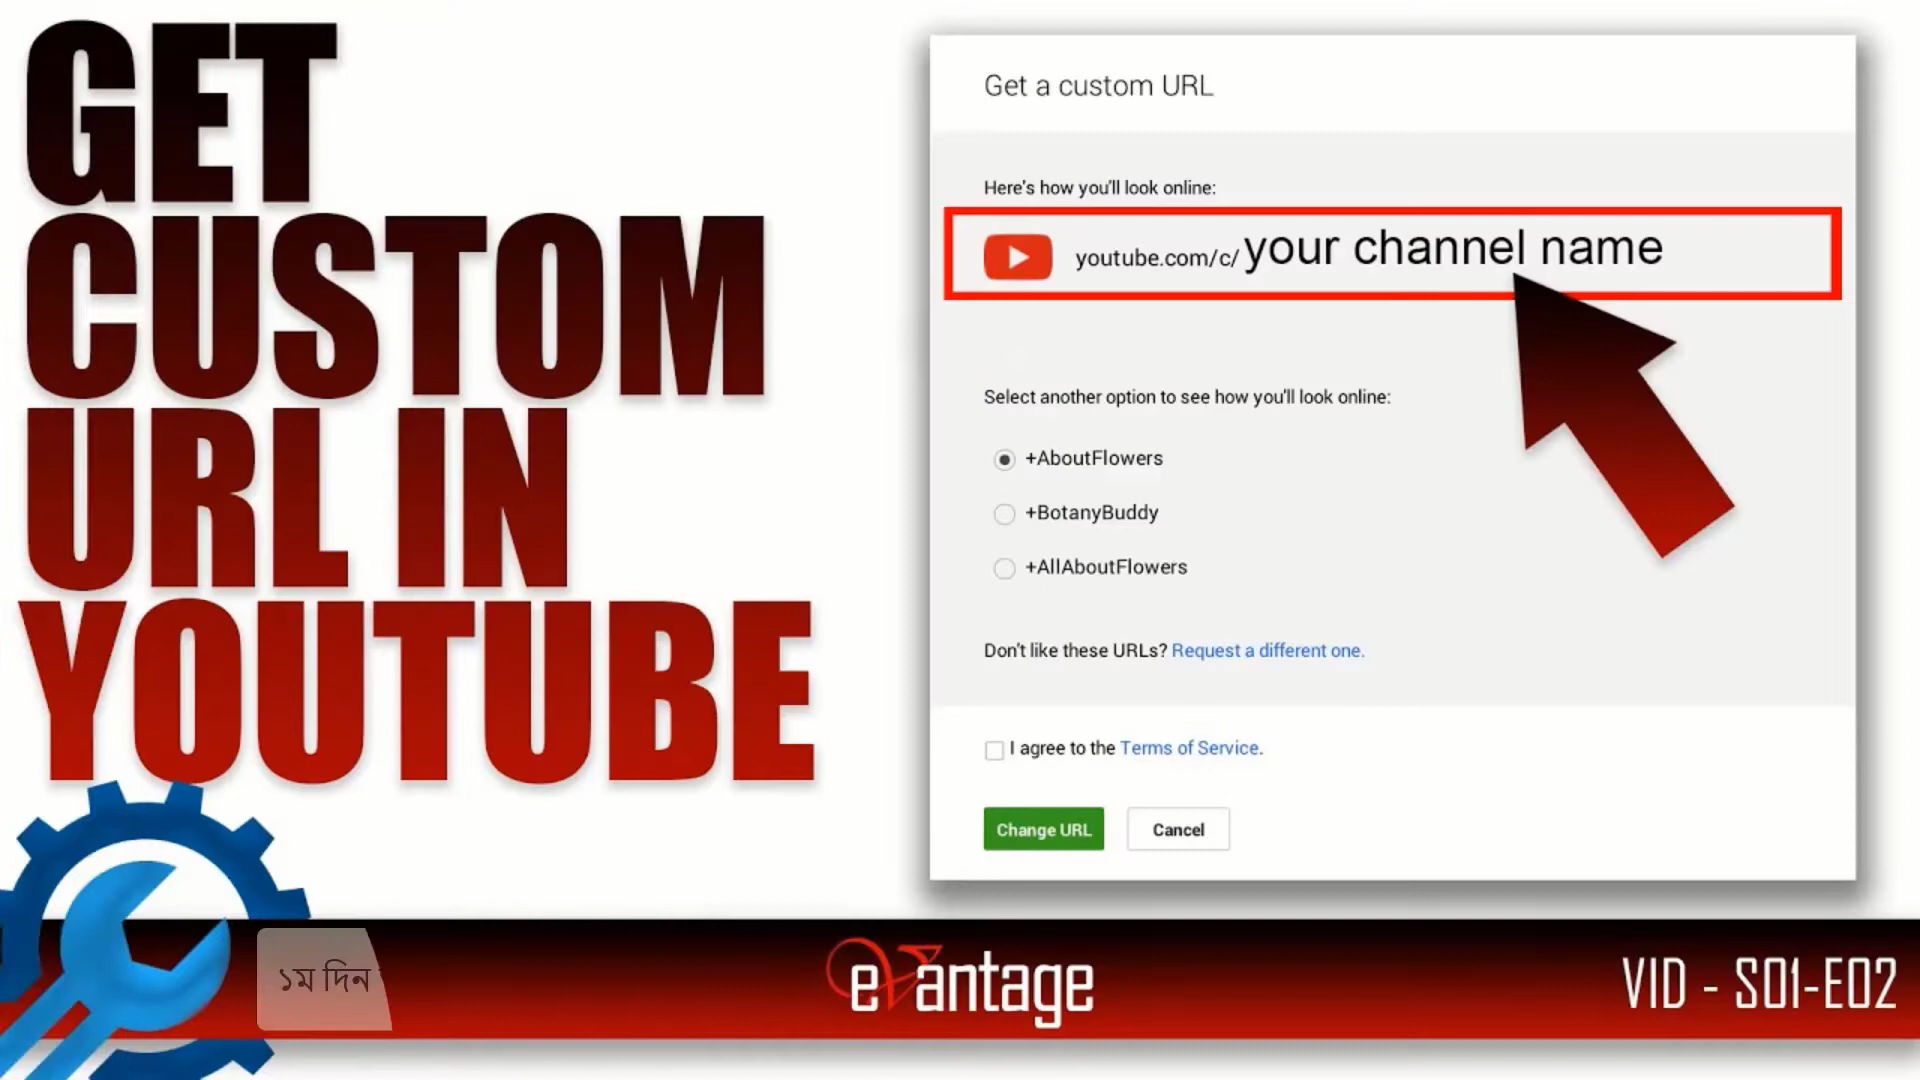 GET
CUSTOM
URL IN
YOUTUBE
Get a custom URL
Here's how you'll look online:
youtube.com/c/your channel name
Select another option to see how you'll look online:
+AboutFlowers
+BotanyBuddy
+AllAboutFlowers
Don't like these URLs? Request a different one.
I agree to the Terms of Service.
Change URL
Cancel
১ম দিন
eVantage
VID - S01-E02